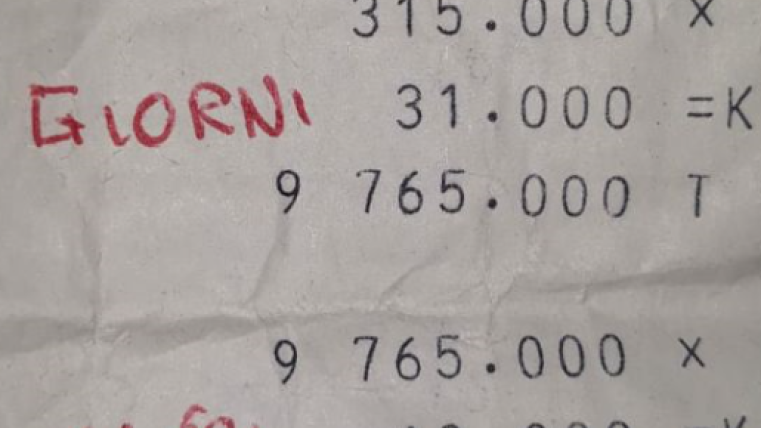 315.000 X
GIORNI 31.000 =K
9 765.000 T
9 765.000 X